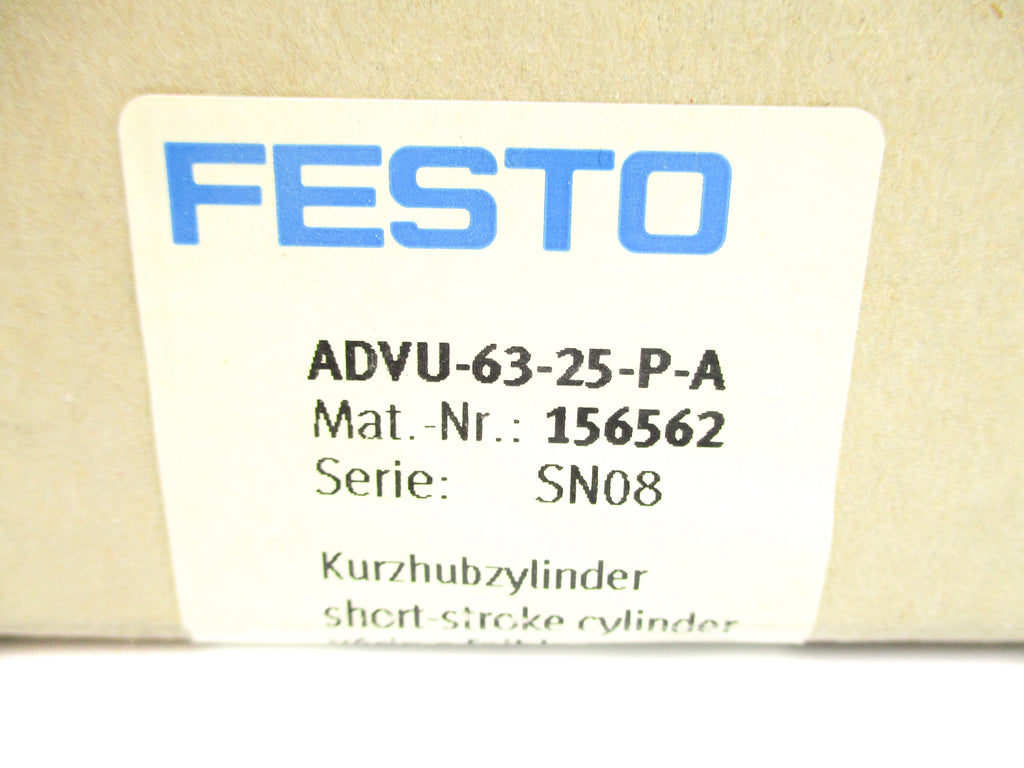 FESTO
ADVU-63-25-P-A
Mat.-Nr.: 156562
Serie: SN08
Kurzhubzylinder
short-stroke cylinder